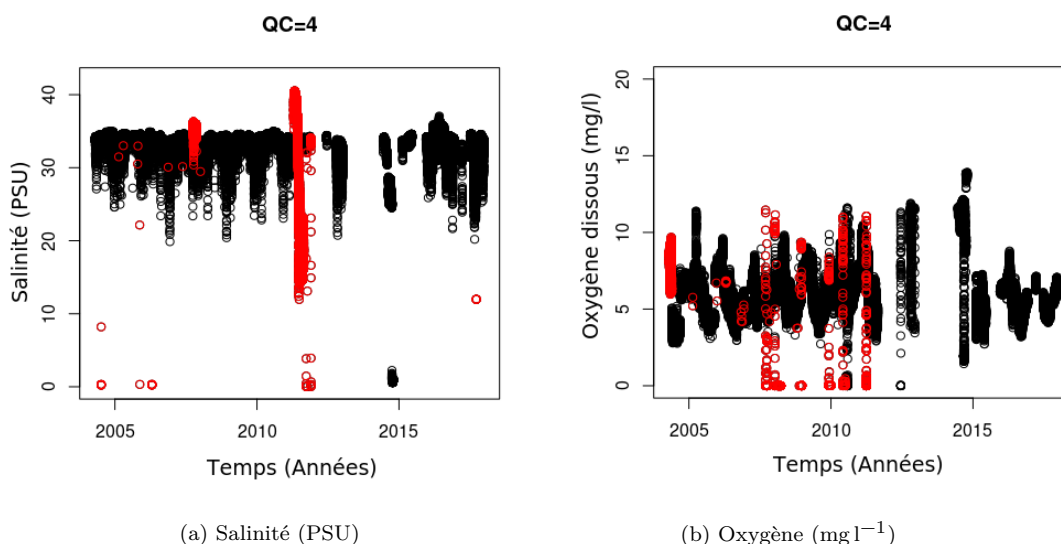 QC=4
Salinité (PSU)
40
30
20
10
0
2005
2010
2015
Temps (Années)
(a) Salinité (PSU)
QC=4
Oxygène dissous (mg/l)
20
15
10
5
0
2005
2010
2015
Temps (Années)
(b) Oxygène (mg l−1)